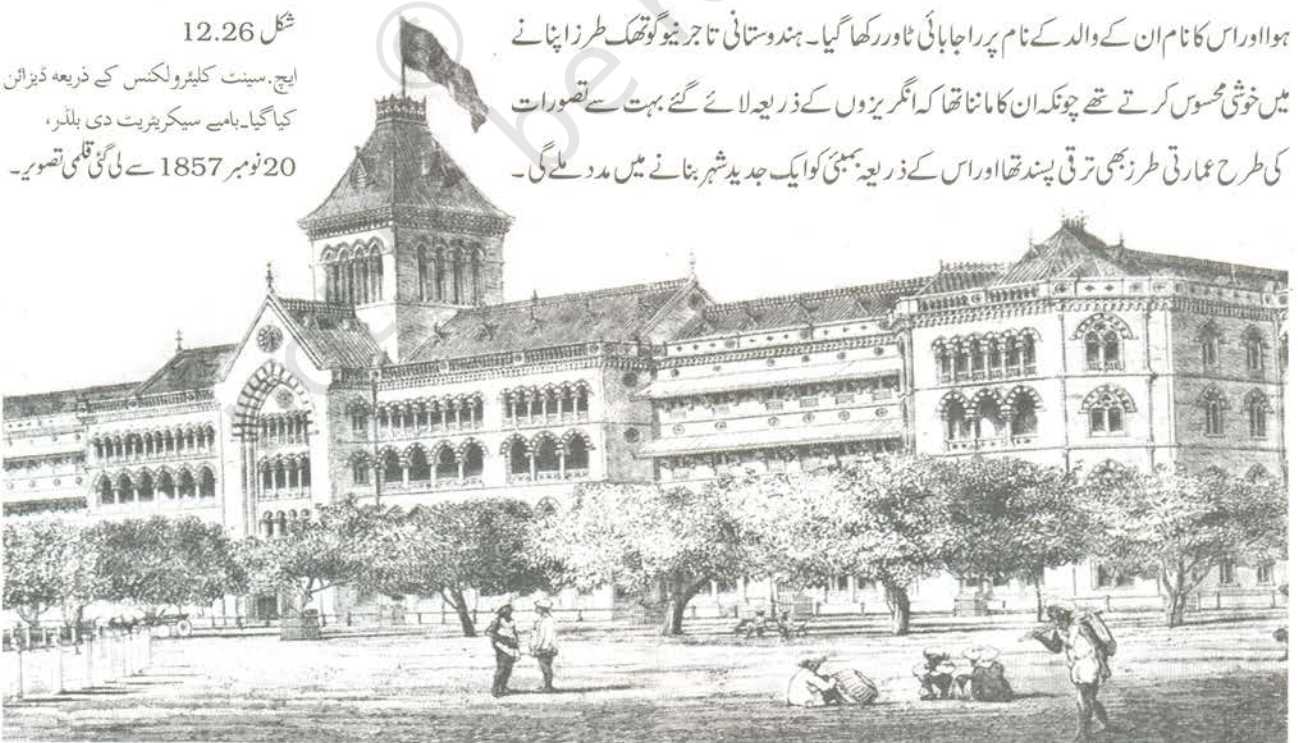 ہوا اور اس کا نام ان کے والد کے نام پر راجابائی ٹاور رکھا گیا۔ ہندوستانی تاجر نیوگوتھک طرز اپنانے
میں خوشی محسوس کرتے تھے چونکہ ان کا ماننا تھا کہ انگریزوں کے ذریعہ لائے گئے بہت سے تصورات
کی طرح عمارتی طرز بھی ترقی پسند تھا اور اس کے ذریعہ بمبئی کو ایک جدید شہر بنانے میں مدد ملے گی۔
شکل 12.26
ایچ۔سینٹ کلیئرولکنس کے ذریعہ ڈیزائن
کیا گیا۔بامبے سیکریٹریٹ دی بلڈر،
20 نومبر 1857 سے لی گئی قلمی تصویر۔